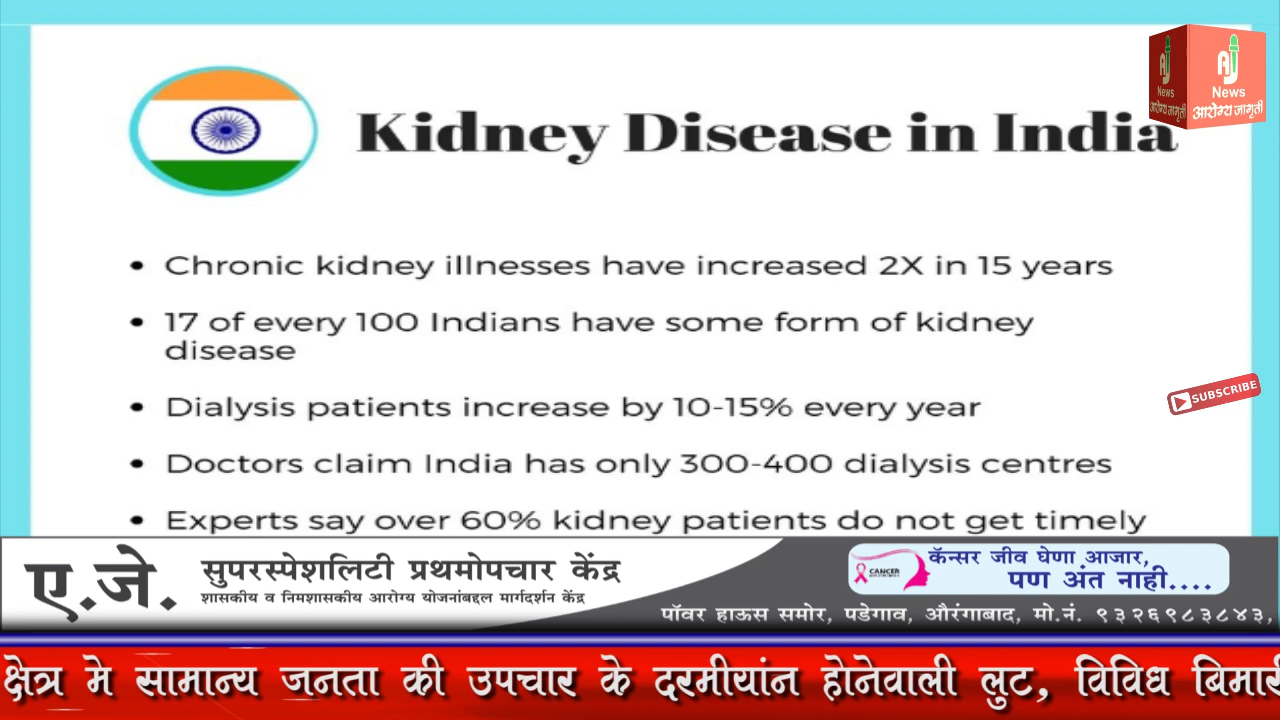 AJ
News
आरोग्य जागृती
AJ
News
आरोग्य जागृती
Kidney Disease in India
• Chronic kidney illnesses have increased 2X in 15 years
• 17 of every 100 Indians have some form of kidney
disease
• Dialysis patients increase by 10-15% every year
SUBSCRIBE
• Doctors claim India has only 300-400 dialysis centres
• Experts say over 60% kidney patients do not get timely
ए.जे.
सुपरस्पेशलिटी प्रथमोपचार केंद्र
शासकीय व निमशासकीय आरोग्य योजनांबद्दल मार्गदर्शन केंद्र
CANCER
कॅन्सर जीव घेणा आजार,
पण अंत नाही....
पॉवर हाऊस समोर, पडेगाव, औरंगाबाद, मो.नं. ९३२६९८३८४३,
क्षेत्र मे सामान्य जनता की उपचार के दरमीयांन होनेवाली लुट, विविध बिमारी